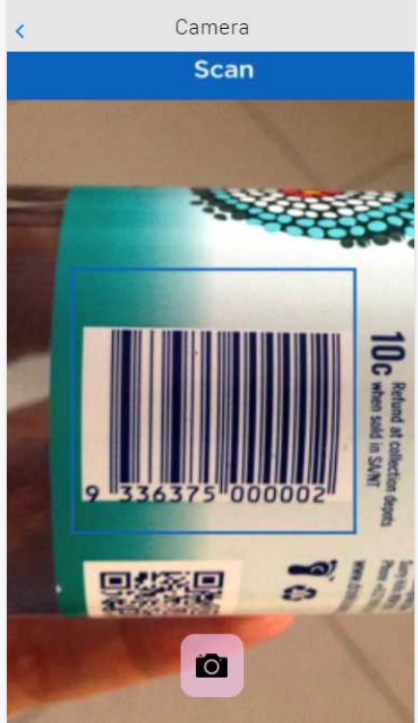 Camera
Scan
10c
Refund at collection depots
when sold in SA/NT
9 336375 000002